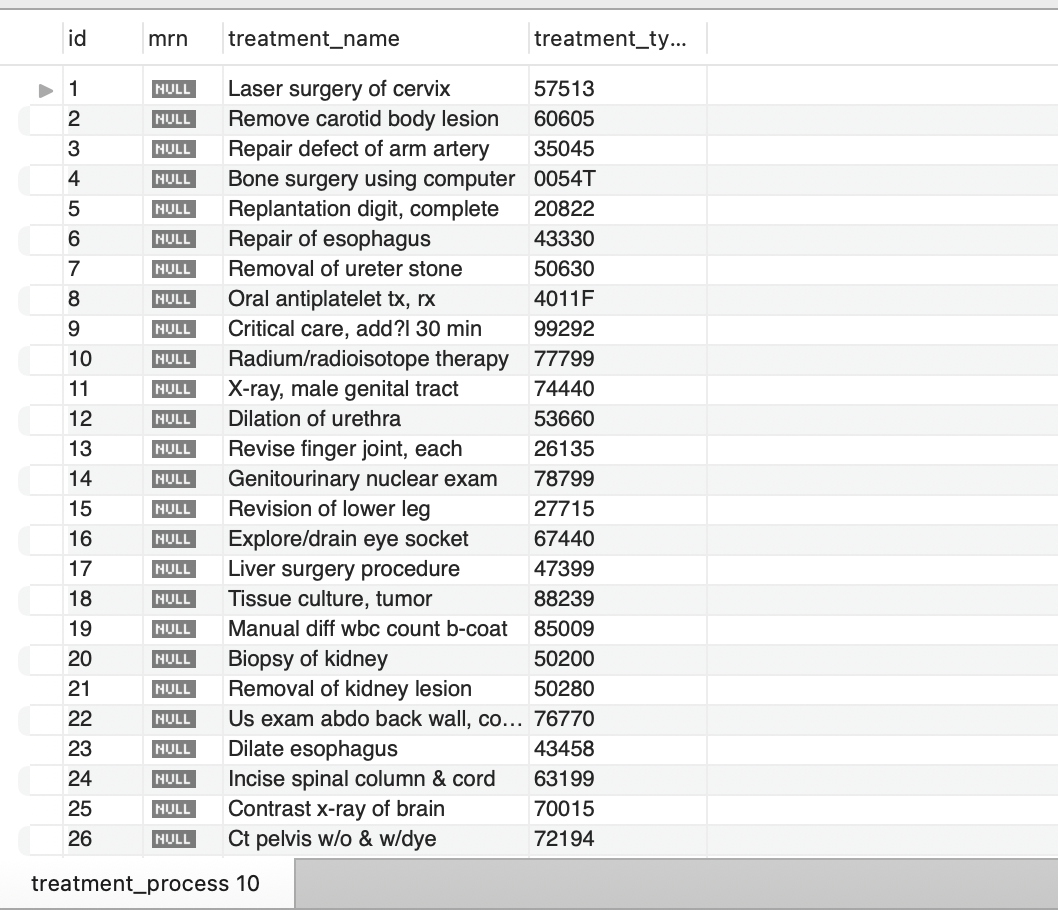 id mrn treatment_name treatment_ty...
1 NULL Laser surgery of cervix 57513
2 NULL Remove carotid body lesion 60605
3 NULL Repair defect of arm artery 35045
4 NULL Bone surgery using computer 0054T
5 NULL Replantation digit, complete 20822
6 NULL Repair of esophagus 43330
7 NULL Removal of ureter stone 50630
8 NULL Oral antiplatelet tx, rx 4011F
9 NULL Critical care, add?l 30 min 99292
10 NULL Radium/radioisotope therapy 77799
11 NULL X-ray, male genital tract 74440
12 NULL Dilation of urethra 53660
13 NULL Revise finger joint, each 26135
14 NULL Genitourinary nuclear exam 78799
15 NULL Revision of lower leg 27715
16 NULL Explore/drain eye socket 67440
17 NULL Liver surgery procedure 47399
18 NULL Tissue culture, tumor 88239
19 NULL Manual diff wbc count b-coat 85009
20 NULL Biopsy of kidney 50200
21 NULL Removal of kidney lesion 50280
22 NULL Us exam abdo back wall, co... 76770
23 NULL Dilate esophagus 43458
24 NULL Incise spinal column & cord 63199
25 NULL Contrast x-ray of brain 70015
26 NULL Ct pelvis w/o & w/dye 72194
treatment_process 10